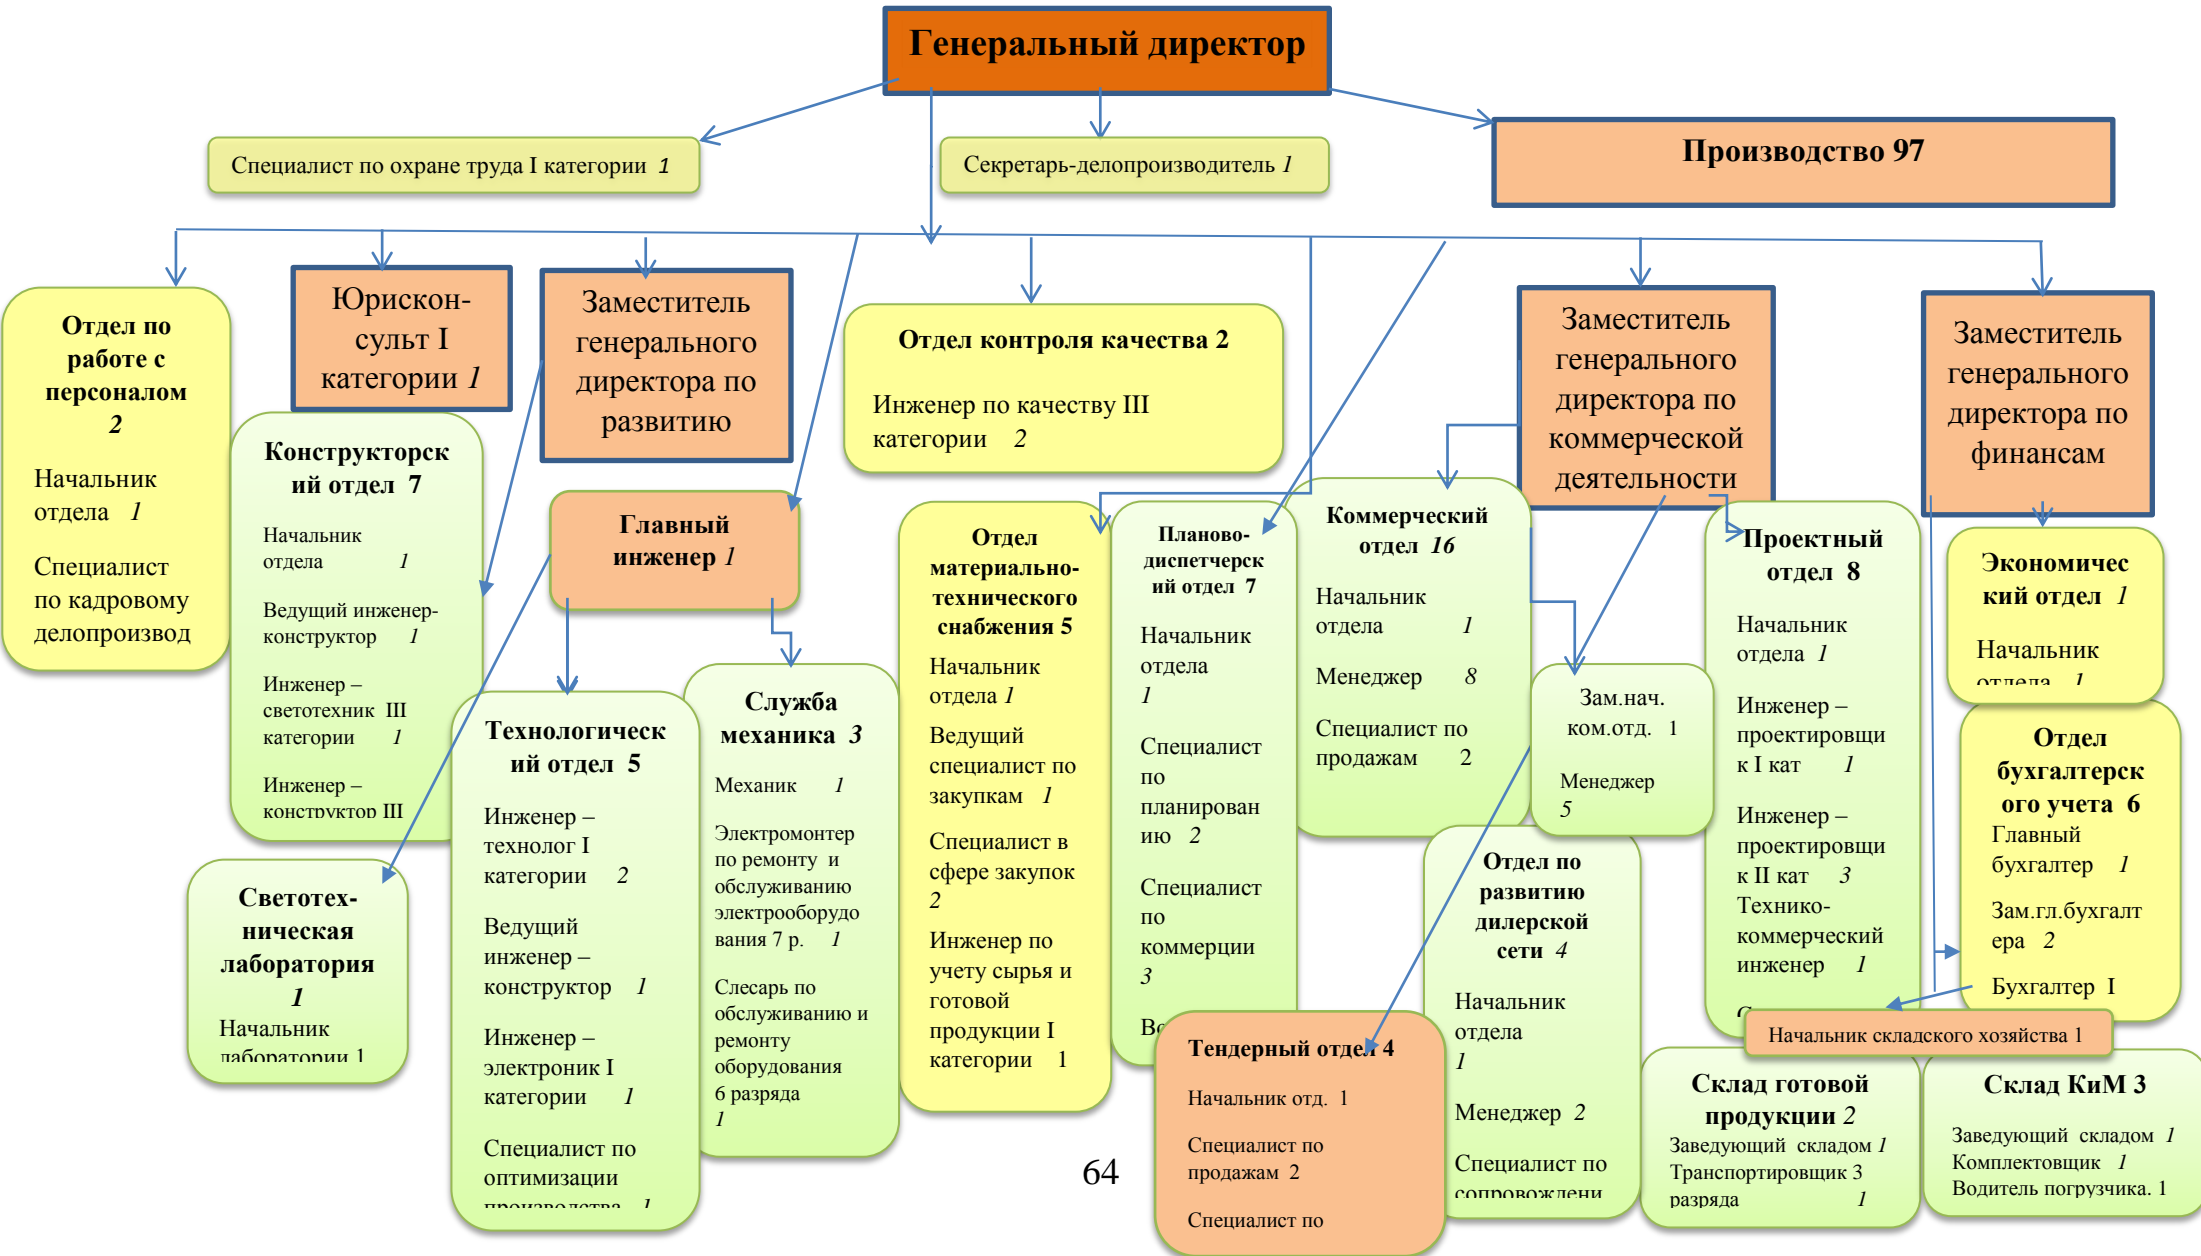 Генеральный директор
Специалист по охране труда I категории 1
Секретарь-делопроизводитель 1
Производство 97
Отдел по
работе с
персоналом
2
Начальник
отдела 1
Специалист
по кадровому
делопроизвод
Юрискон-
сульт I
категории 1
Заместитель
генерального
директора по
развитию
Отдел контроля качества 2
Инженер по качеству III
категории 2
Заместитель
генерального
директора по
коммерческой
деятельности
Заместитель
генерального
директора по
финансам
Конструкторск
ий отдел 7
Начальник
отдела 1
Ведущий инженер-
конструктор 1
Инженер –
светотехник III
категории 1
Инженер –
конструктор III
Главный
инженер 1
Светотех-
ническая
лаборатория
1
Начальник
лаборатории 1
Технологическ
ий отдел 5
Инженер –
технолог I
категории 2
Ведущий
инженер –
конструктор 1
Инженер –
электроник I
категории 1
Специалист по
оптимизации
производства 1
Служба
механика 3
Механик 1
Электромонтер
по ремонту и
обслуживанию
электрооборудо
вания 7 р. 1
Слесарь по
обслуживанию и
ремонту
оборудования
6 разряда
1
Отдел
материально-
технического
снабжения 5
Начальник
отдела 1
Ведущий
специалист по
закупкам 1
Специалист в
сфере закупок
2
Инженер по
учету сырья и
готовой
продукции I
категории 1
Планово-
диспетчерск
ий отдел 7
Начальник
отдела
1
Специалист
по
планирован
ию 2
Специалист
по
коммерции
3
Коммерческий
отдел 16
Начальник
отдела 1
Менеджер 8
Специалист по
продажам 2
Зам.нач.
ком.отд. 1
Менеджер
5
Проектный
отдел 8
Начальник
отдела 1
Инженер –
проектировщи
к I кат 1
Инженер –
проектировщи
к II кат 3
Технико-
коммерческий
инженер 1
Экономичес
кий отдел 1
Начальник
отдела 1
Отдел
бухгалтерск
ого учета 6
Главный
бухгалтер 1
Зам.гл.бухгалт
ера 2
Бухгалтер I
Тендерный отдел 4
Начальник отд. 1
Специалист по
продажам 2
Специалист по
Отдел по
развитию
дилерской
сети 4
Начальник
отдела
1
Менеджер 2
Специалист по
сопровождени
Начальник складского хозяйства 1
Склад готовой
продукции 2
Заведующий складом 1
Транспортировщик 3
разряда 1
Склад КиМ 3
Заведующий складом 1
Комплектовщик 1
Водитель погрузчика. 1
64